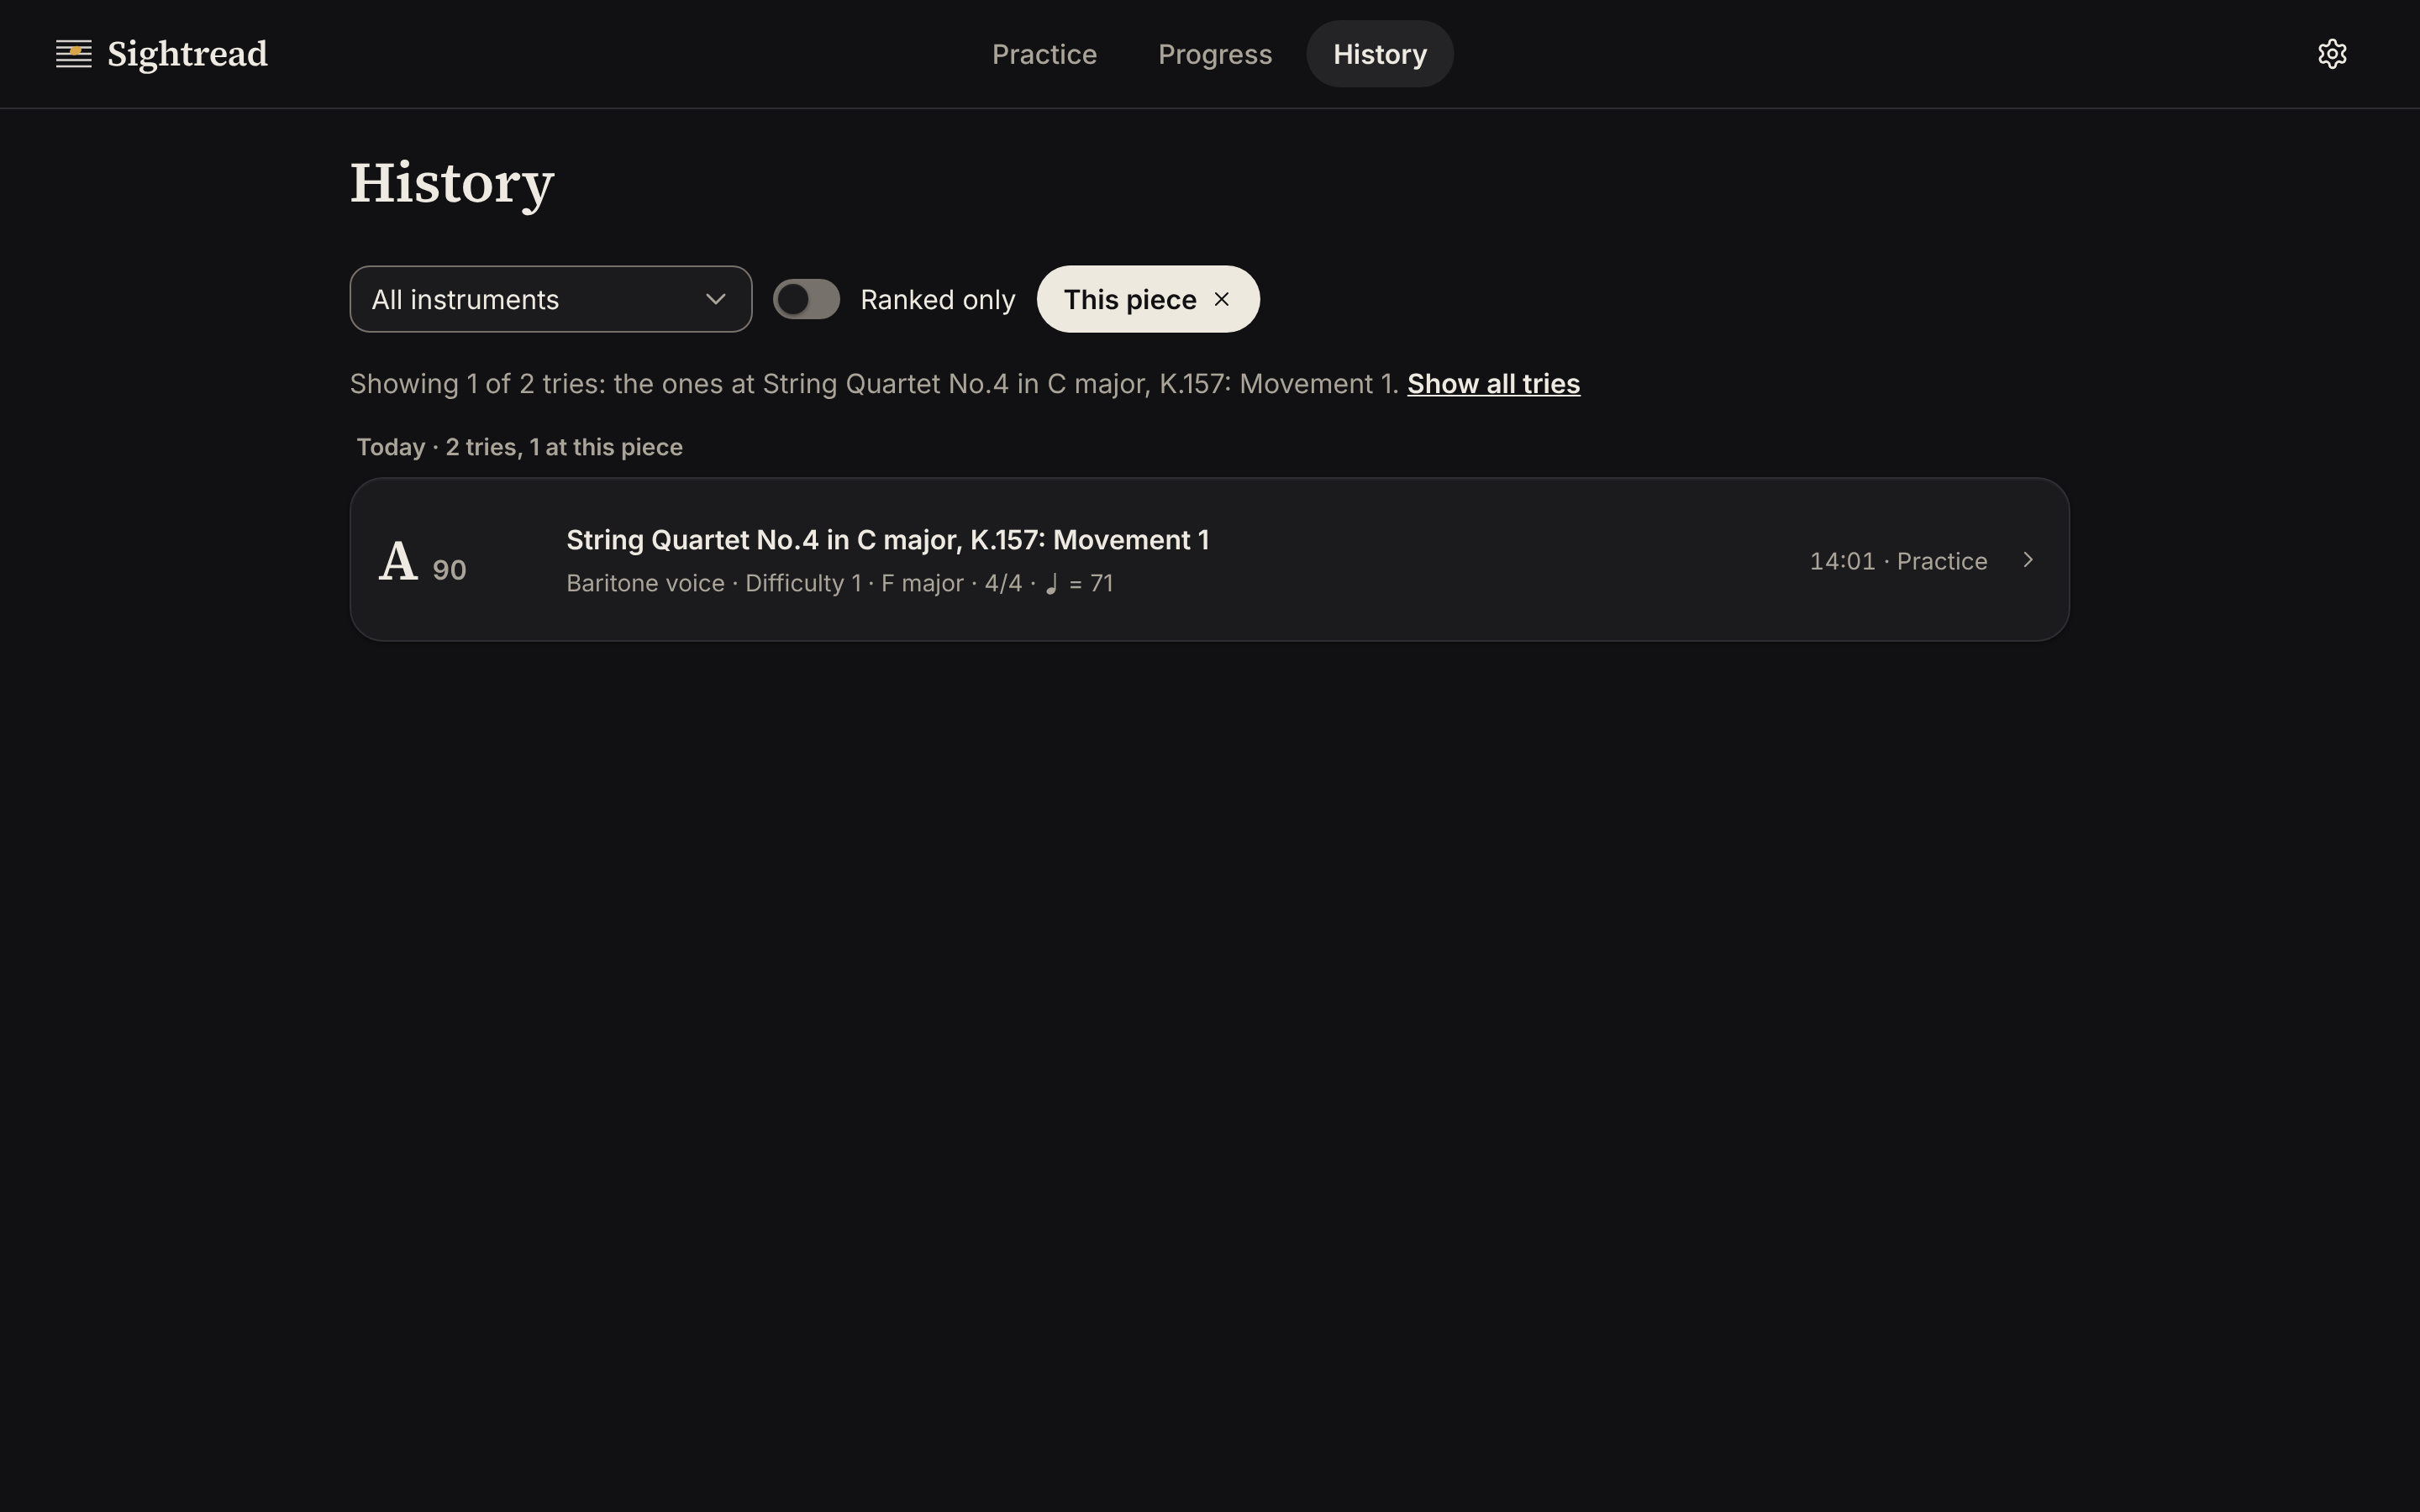 Sightread
Practice
Progress
History
History
All instruments
Ranked only
This piece ×
Showing 1 of 2 tries: the ones at String Quartet No.4 in C major, K.157: Movement 1. Show all tries
Today · 2 tries, 1 at this piece
A 90
String Quartet No.4 in C major, K.157: Movement 1
Baritone voice · Difficulty 1 · F major · 4/4 · ♩ = 71
14:01 · Practice